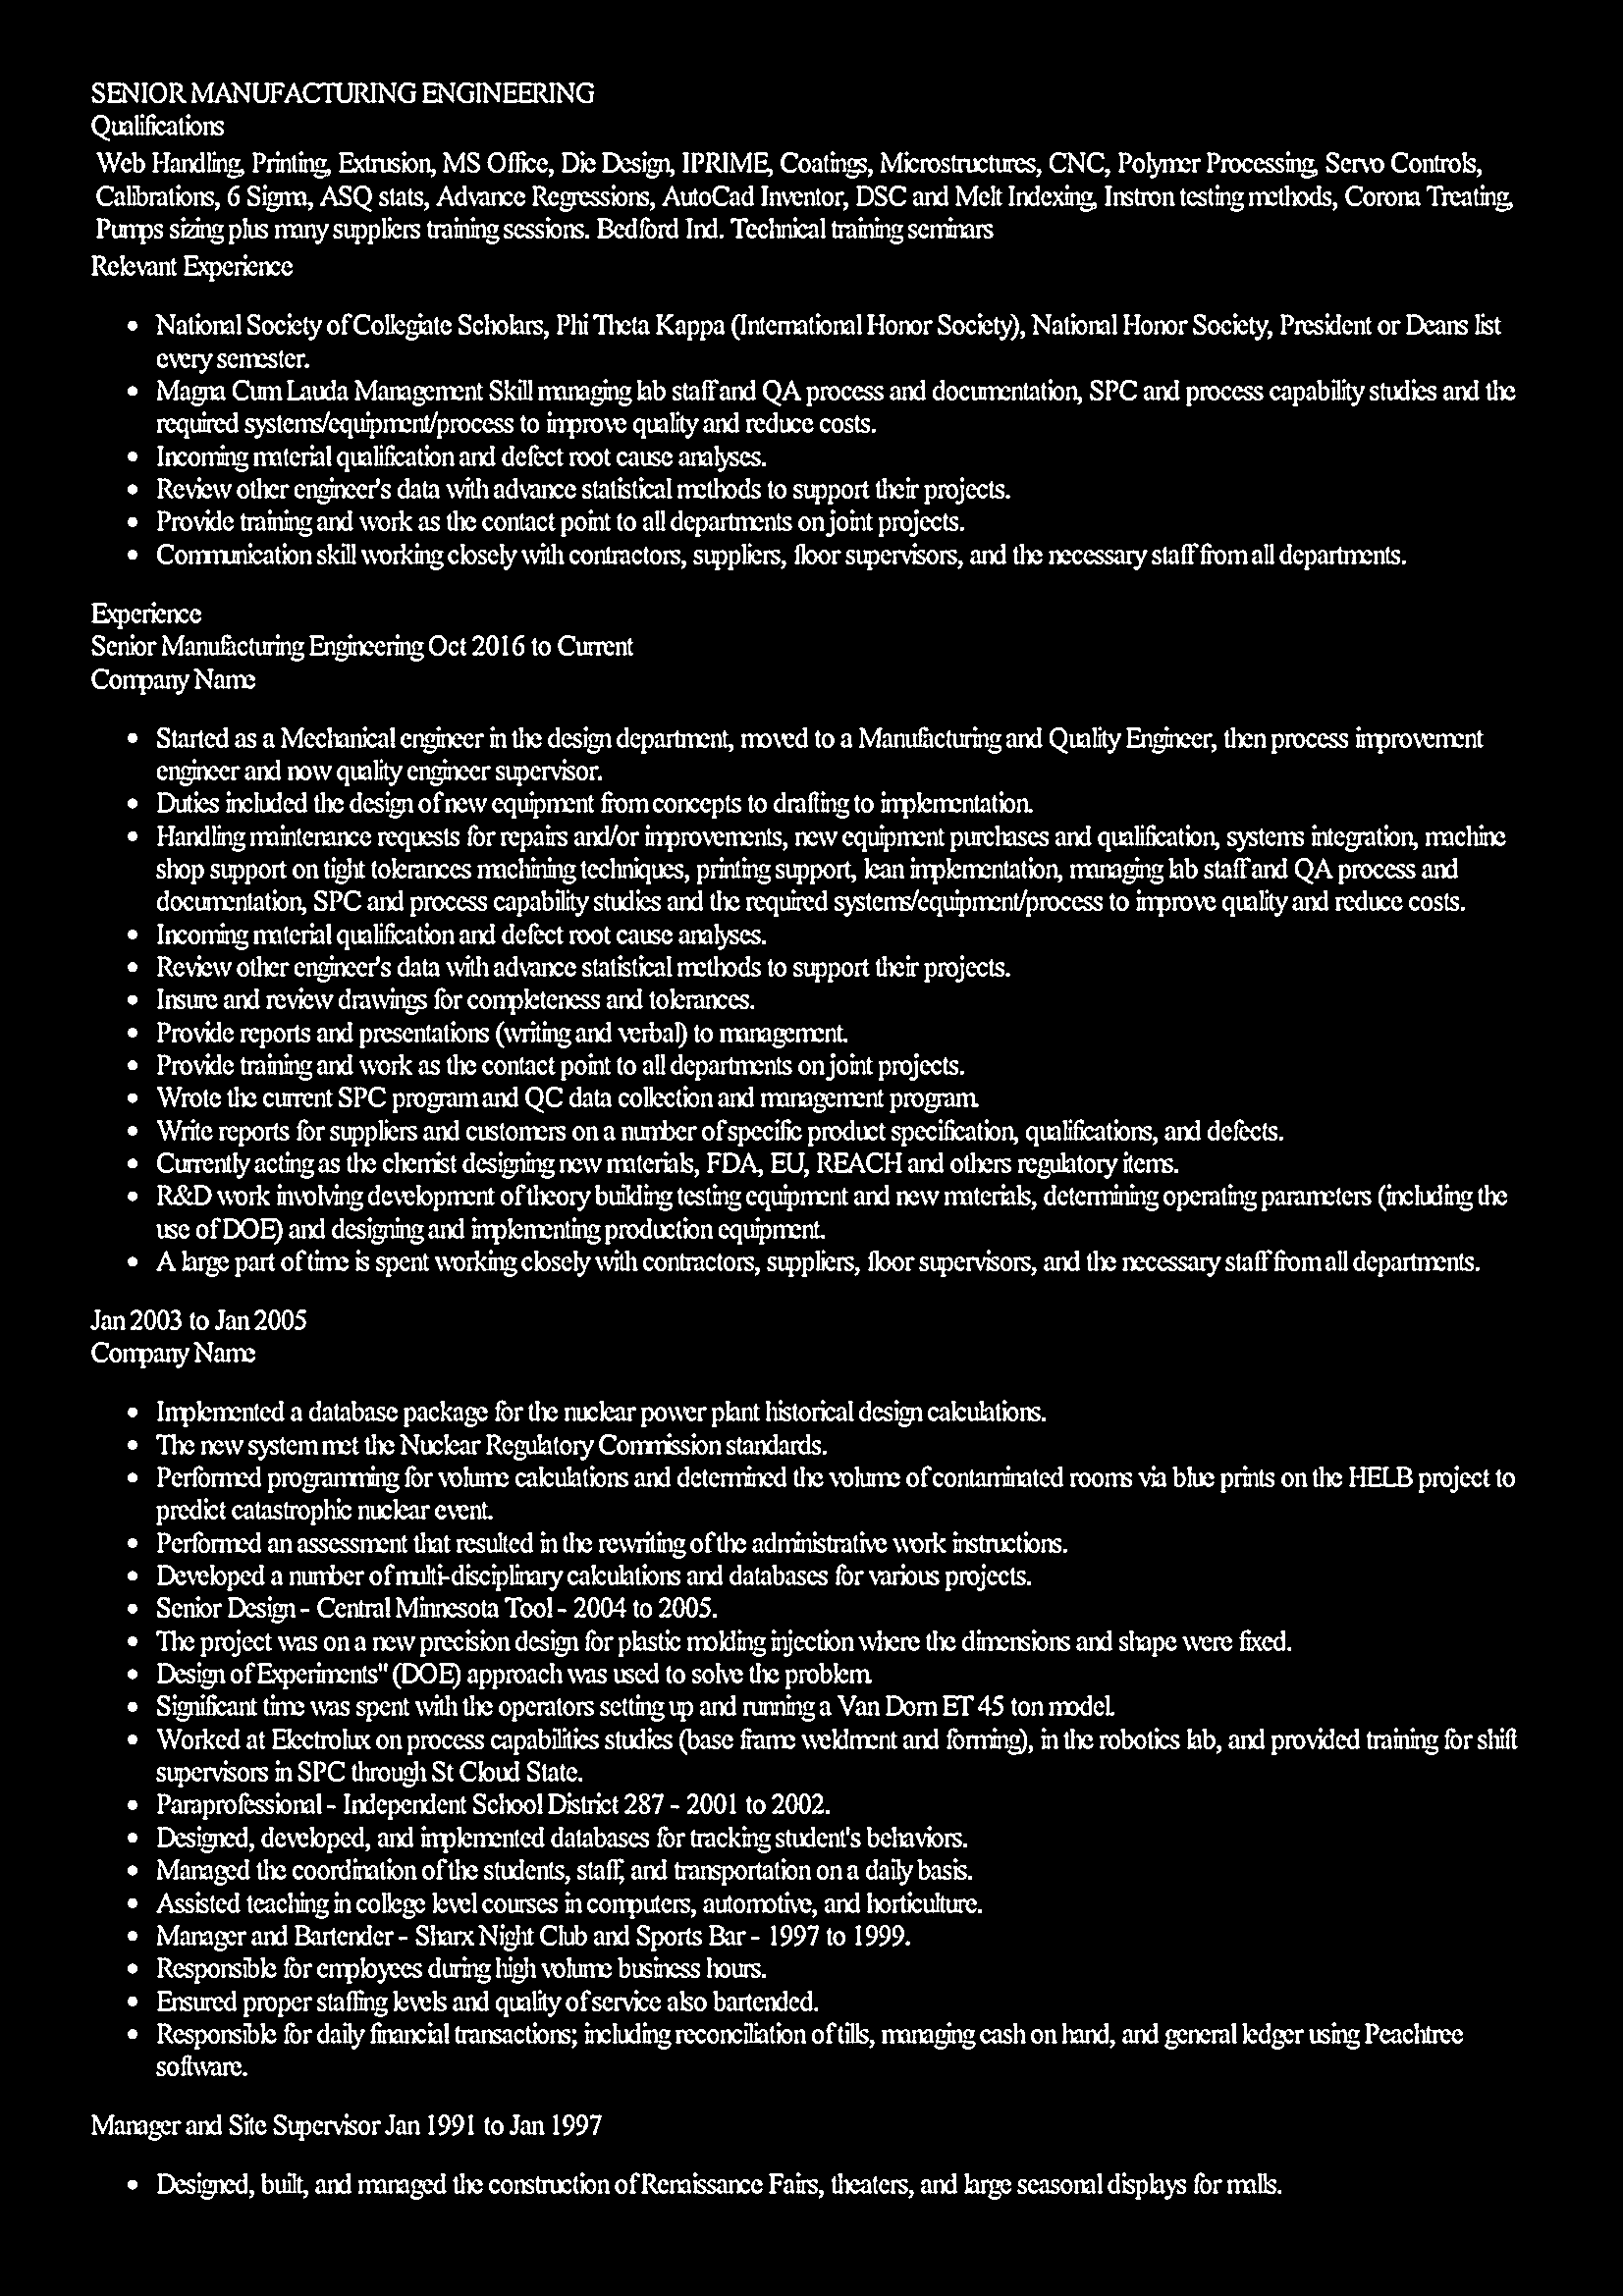 SENIOR MANUFACTURING ENGINEERING
Qualifications
Web Handling, Printing, Extrusion, MS Office, Die Design, IPRIME, Coatings, Microstructures, CNC, Polymer Processing, Servo Controls,
Calibrations, 6 Sigma, ASQ stats, Advance Regressions, AutoCad Inventor, DSC and Melt Indexing, Instron testing methods, Corona Treating,
Pumps sizing plus many suppliers training sessions. Bedford Ind. Technical training seminars
Relevant Experience
• National Society of Collegiate Scholars, Phi Theta Kappa (International Honor Society), National Honor Society, President or Deans list
every semester.
• Magna Cum Lauda Management Skill managing lab staff and QA process and documentation, SPC and process capability studies and the
required systems/equipment/process to improve quality and reduce costs.
• Incoming material qualification and defect root cause analyses.
• Review other engineer's data with advance statistical methods to support their projects.
• Provide training and work as the contact point to all departments on joint projects.
• Communication skill working closely with contractors, suppliers, floor supervisors, and the necessary staff from all departments.
Experience
Senior Manufacturing Engineering Oct 2016 to Current
Company Name
• Started as a Mechanical engineer in the design department, moved to a Manufacturing and Quality Engineer, then process improvement
engineer and now quality engineer supervisor.
• Duties included the design of new equipment from concepts to drafting to implementation.
• Handling maintenance requests for repairs and/or improvements, new equipment purchases and qualification, systems integration, machine
shop support on tight tolerances machining techniques, printing support, lean implementation, managing lab staff and QA process and
documentation, SPC and process capability studies and the required systems/equipment/process to improve quality and reduce costs.
• Incoming material qualification and defect root cause analyses.
• Review other engineer's data with advance statistical methods to support their projects.
• Insure and review drawings for completeness and tolerances.
• Provide reports and presentations (writing and verbal) to management.
• Provide training and work as the contact point to all departments on joint projects.
• Wrote the current SPC program and QC data collection and management program.
• Write reports for suppliers and customers on a number of specific product specification, qualifications, and defects.
• Currently acting as the chemist designing new materials, FDA, EU, REACH and others regulatory items.
• R&D work involving development of theory building testing equipment and new materials, determining operating parameters (including the
use of DOE) and designing and implementing production equipment.
• A large part of time is spent working closely with contractors, suppliers, floor supervisors, and the necessary staff from all departments.
Jan 2003 to Jan 2005
Company Name
• Implemented a database package for the nuclear power plant historical design calculations.
• The new system met the Nuclear Regulatory Commission standards.
• Performed programming for volume calculations and determined the volume of contaminated rooms via blue prints on the HELB project to
predict catastrophic nuclear event.
• Performed an assessment that resulted in the rewriting of the administrative work instructions.
• Developed a number of multi-disciplinary calculations and databases for various projects.
• Senior Design - Central Minnesota Tool - 2004 to 2005.
• The project was on a new precision design for plastic molding injection where the dimensions and shape were fixed.
• Design of Experiments" (DOE) approach was used to solve the problem.
• Significant time was spent with the operators setting up and running a Van Dorn ET 45 ton model.
• Worked at Electrolux on process capabilities studies (base frame weldment and forming), in the robotics lab, and provided training for shift
supervisors in SPC through St Cloud State.
• Paraprofessional - Independent School District 287 - 2001 to 2002.
• Designed, developed, and implemented databases for tracking student's behaviors.
• Managed the coordination of the students, staff, and transportation on a daily basis.
• Assisted teaching in college level courses in computers, automotive, and horticulture.
• Manager and Bartender - Sharx Night Club and Sports Bar - 1997 to 1999.
• Responsible for employees during high volume business hours.
• Ensured proper staffing levels and quality of service also bartended.
• Responsible for daily financial transactions; including reconciliation of tills, managing cash on hand, and general ledger using Peachtree
software.
Manager and Site Supervisor Jan 1991 to Jan 1997
• Designed, built, and managed the construction of Renaissance Fairs, theaters, and large seasonal displays for malls.